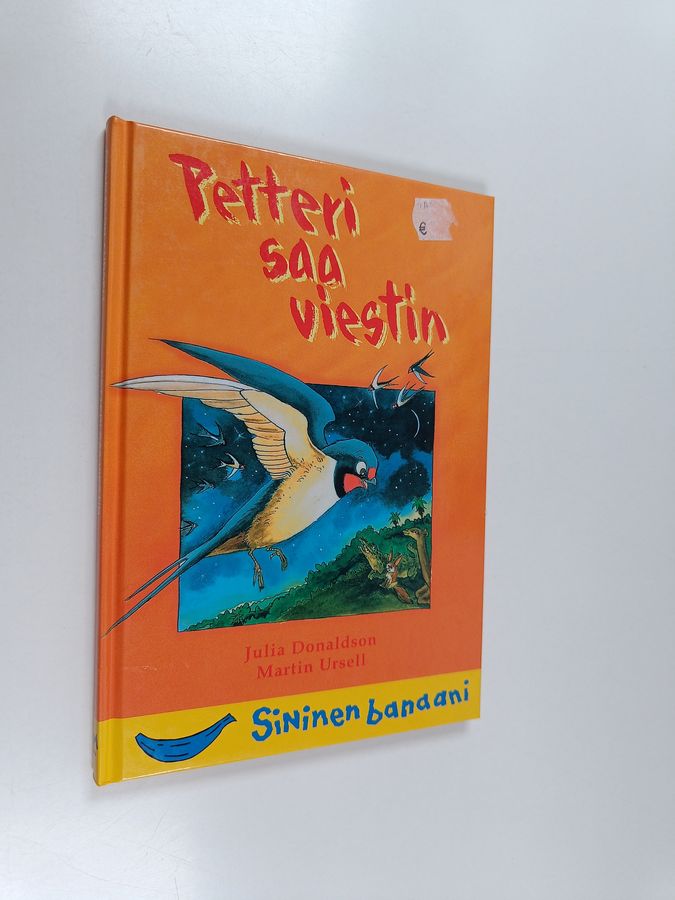 Petteri
saa
viestin
€
Julia Donaldson
Martin Ursell
SiNinen banaani